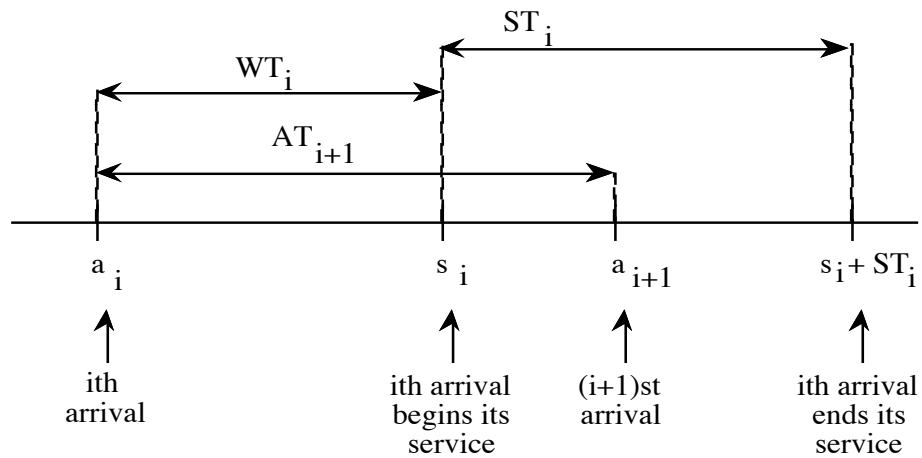 ST i
WT i
AT i+1
a i
s i
a i+1
s i + ST i
ith
arrival
ith arrival
begins its
service
(i+1)st
arrival
ith arrival
ends its
service